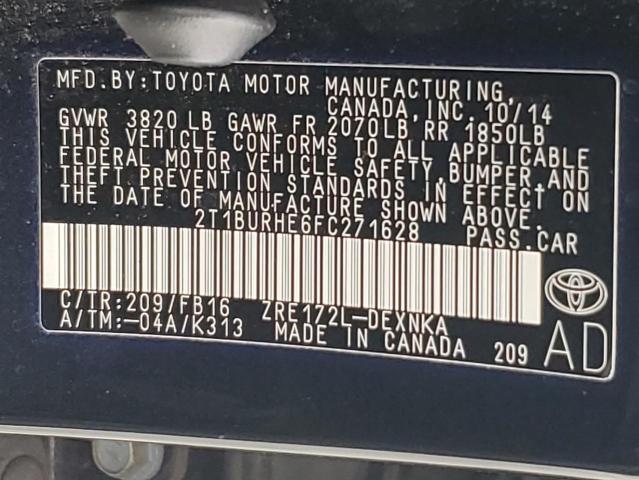 MFD.BY:TOYOTA MOTOR MANUFACTURING,
CANADA,INC. 10/14
GVWR 3820 LB GAWR FR 2070LB, RR 1850LB
THIS VEHICLE CONFORMS TO ALL APPLICABLE
FEDERAL MOTOR VEHICLE SAFETY,BUMPER,AND
THEFT PREVENTION STANDARDS IN EFFECT ON
THE DATE OF MANUFACTURE SHOWN ABOVE.
2T1BURHE6FC271628 PASS.CAR
C/TR:209/FB16 ZRE172L-DEXNKA
A/TM:-04A/K313 MADE IN CANADA 209 AD